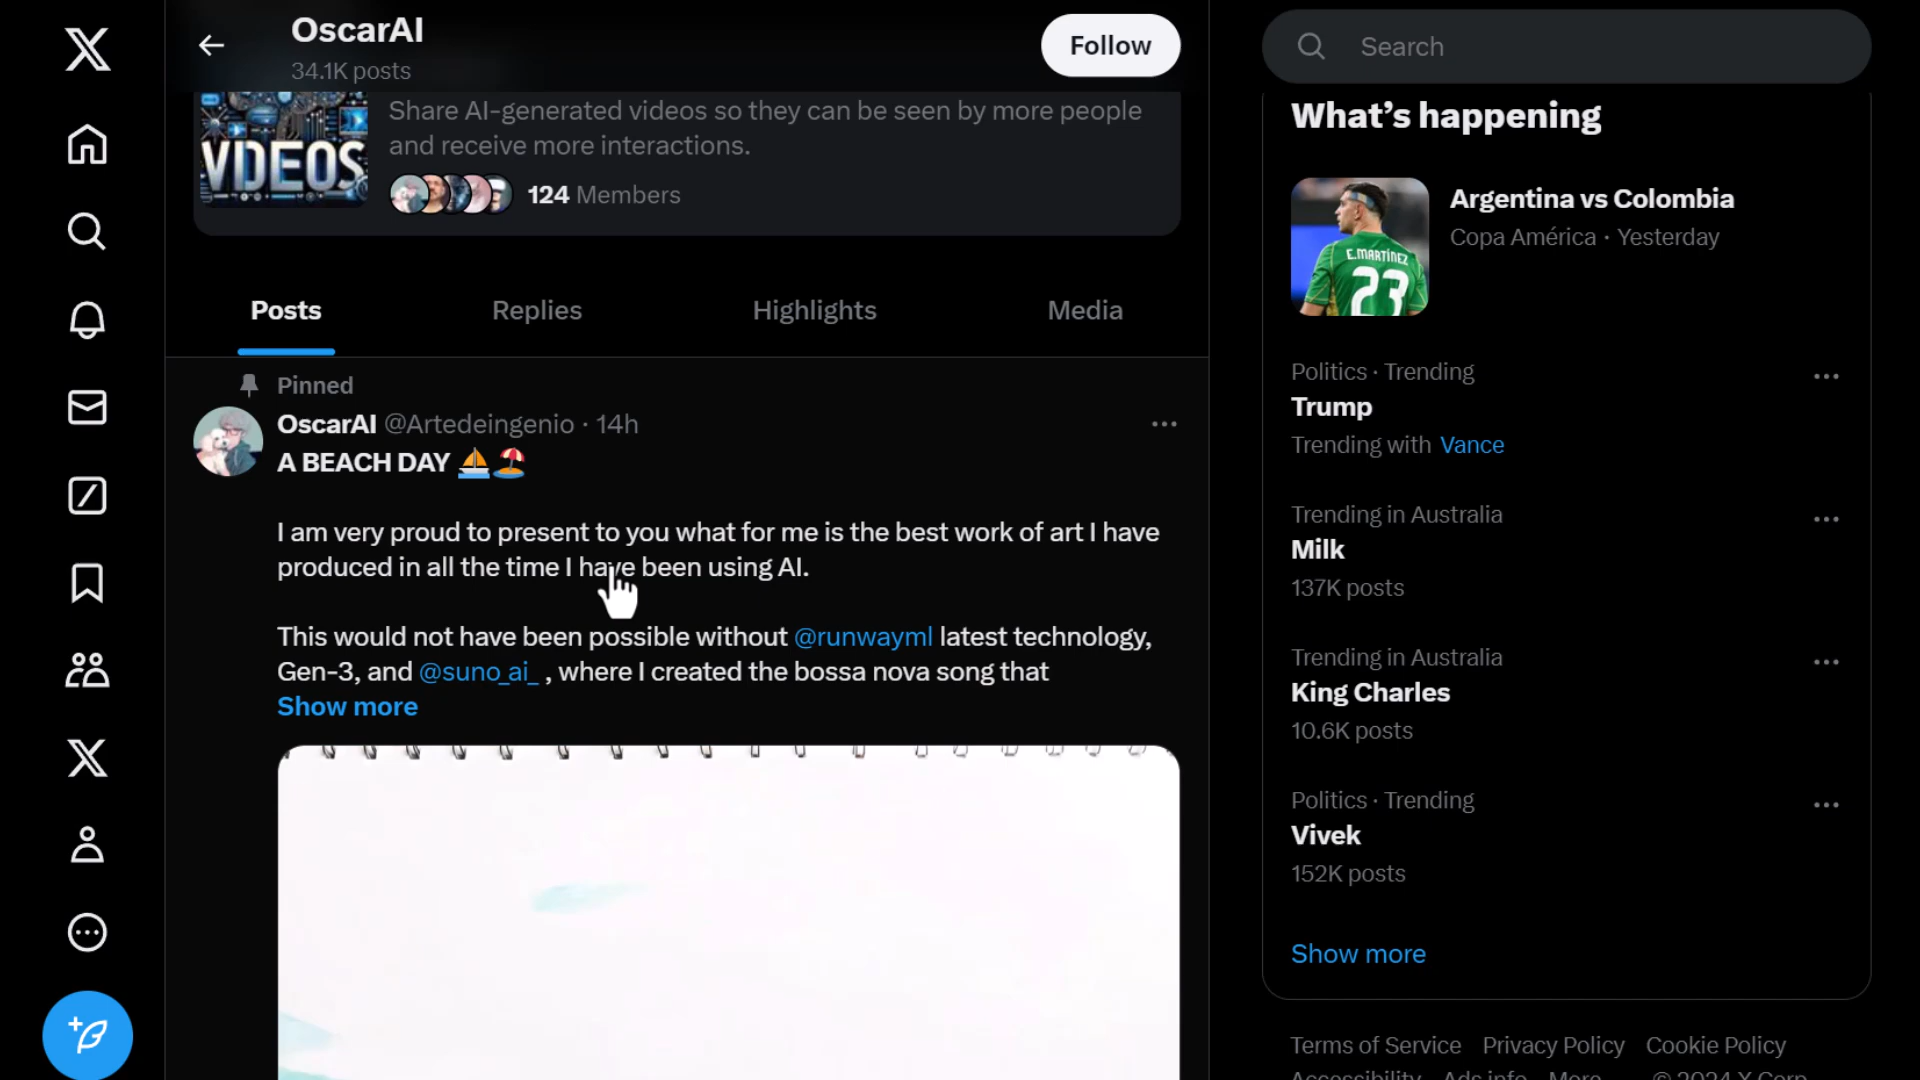 OscarAI
34.1K posts
Follow
Search
VIDEOS
Share AI-generated videos so they can be seen by more people
and receive more interactions.
124 Members
Posts
Replies
Highlights
Media
Pinned
OscarAI @Artedeingenio · 14h
A BEACH DAY ⛵🏖️
I am very proud to present to you what for me is the best work of art I have
produced in all the time I have been using AI.
This would not have been possible without @runwayml latest technology,
Gen-3, and @suno_ai_ , where I created the bossa nova song that
Show more
What’s happening
E.MARTÍNEZ
23
Argentina vs Colombia
Copa América · Yesterday
Politics · Trending
Trump
Trending with Vance
Trending in Australia
Milk
137K posts
Trending in Australia
King Charles
10.6K posts
Politics · Trending
Vivek
152K posts
Show more
Terms of Service Privacy Policy Cookie Policy
Accessibility Ads info More © 2024 X Corp